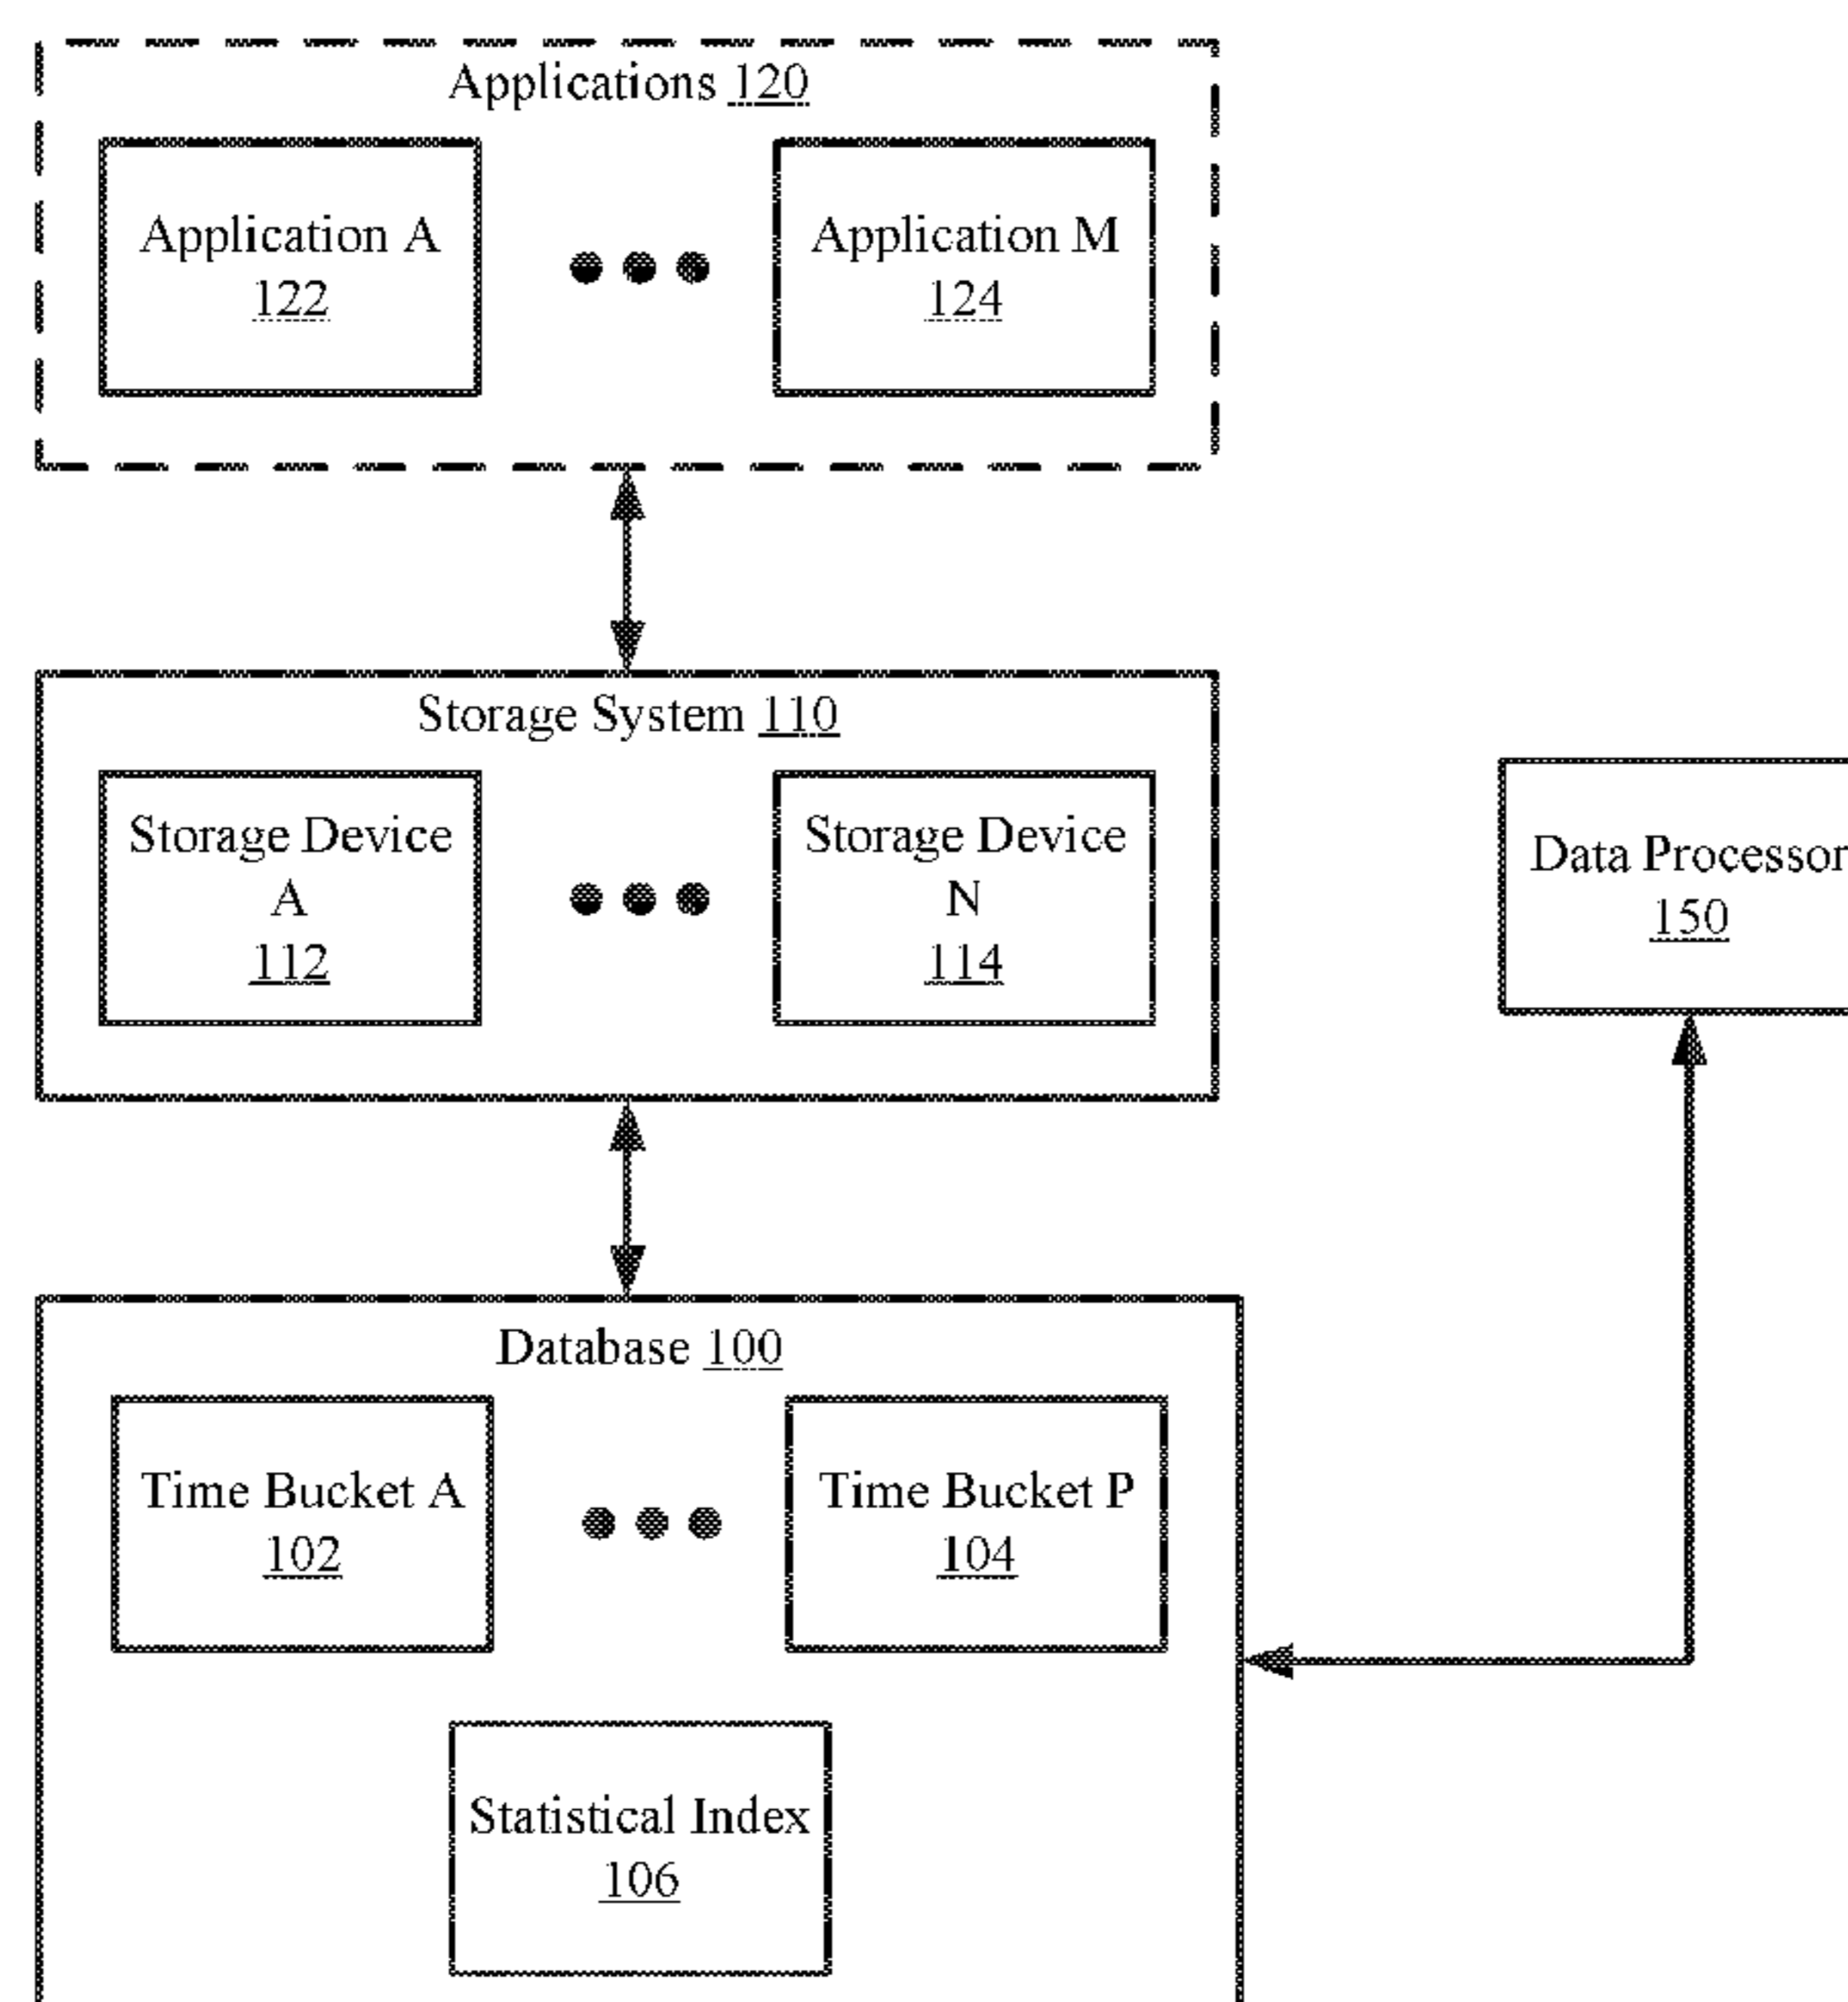 Applications 120
Application A
122
Application M
124
Storage System 110
Storage Device
A
112
Storage Device
N
114
Data Processor
150
Database 100
Time Bucket A
102
Time Bucket P
104
Statistical Index
106